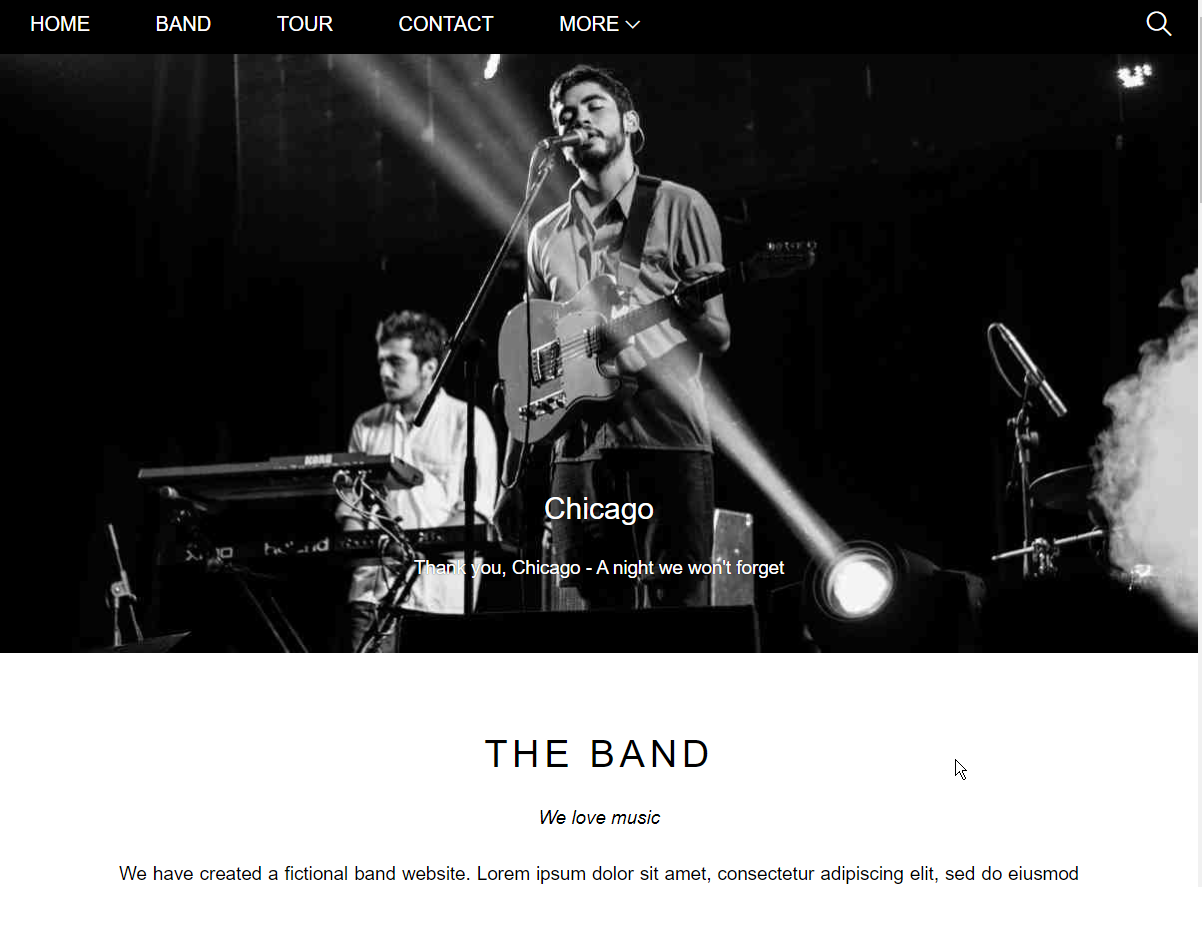 HOME BAND TOUR CONTACT MORE
KORG
Chicago
Thank you, Chicago - A night we won't forget
THE BAND
We love music
We have created a fictional band website. Lorem ipsum dolor sit amet, consectetur adipiscing elit, sed do eiusmod